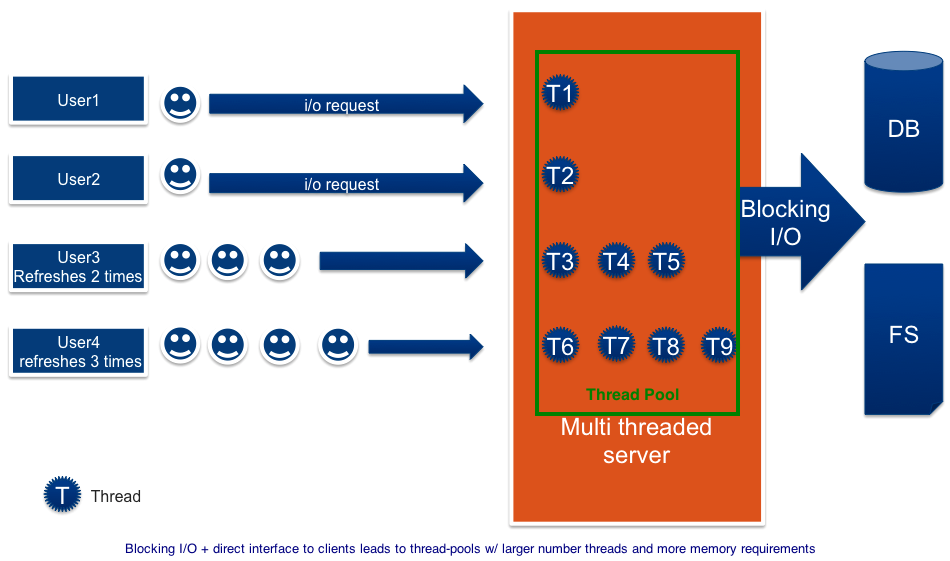 User1
i/o request
T1
User2
i/o request
T2
User3
Refreshes 2 times
T3 T4 T5
User4
refreshes 3 times
T6 T7 T8 T9
Thread Pool
Multi threaded
server
Blocking
I/O
DB
FS
T Thread
Blocking I/O + direct interface to clients leads to thread-pools w/ larger number threads and more memory requirements